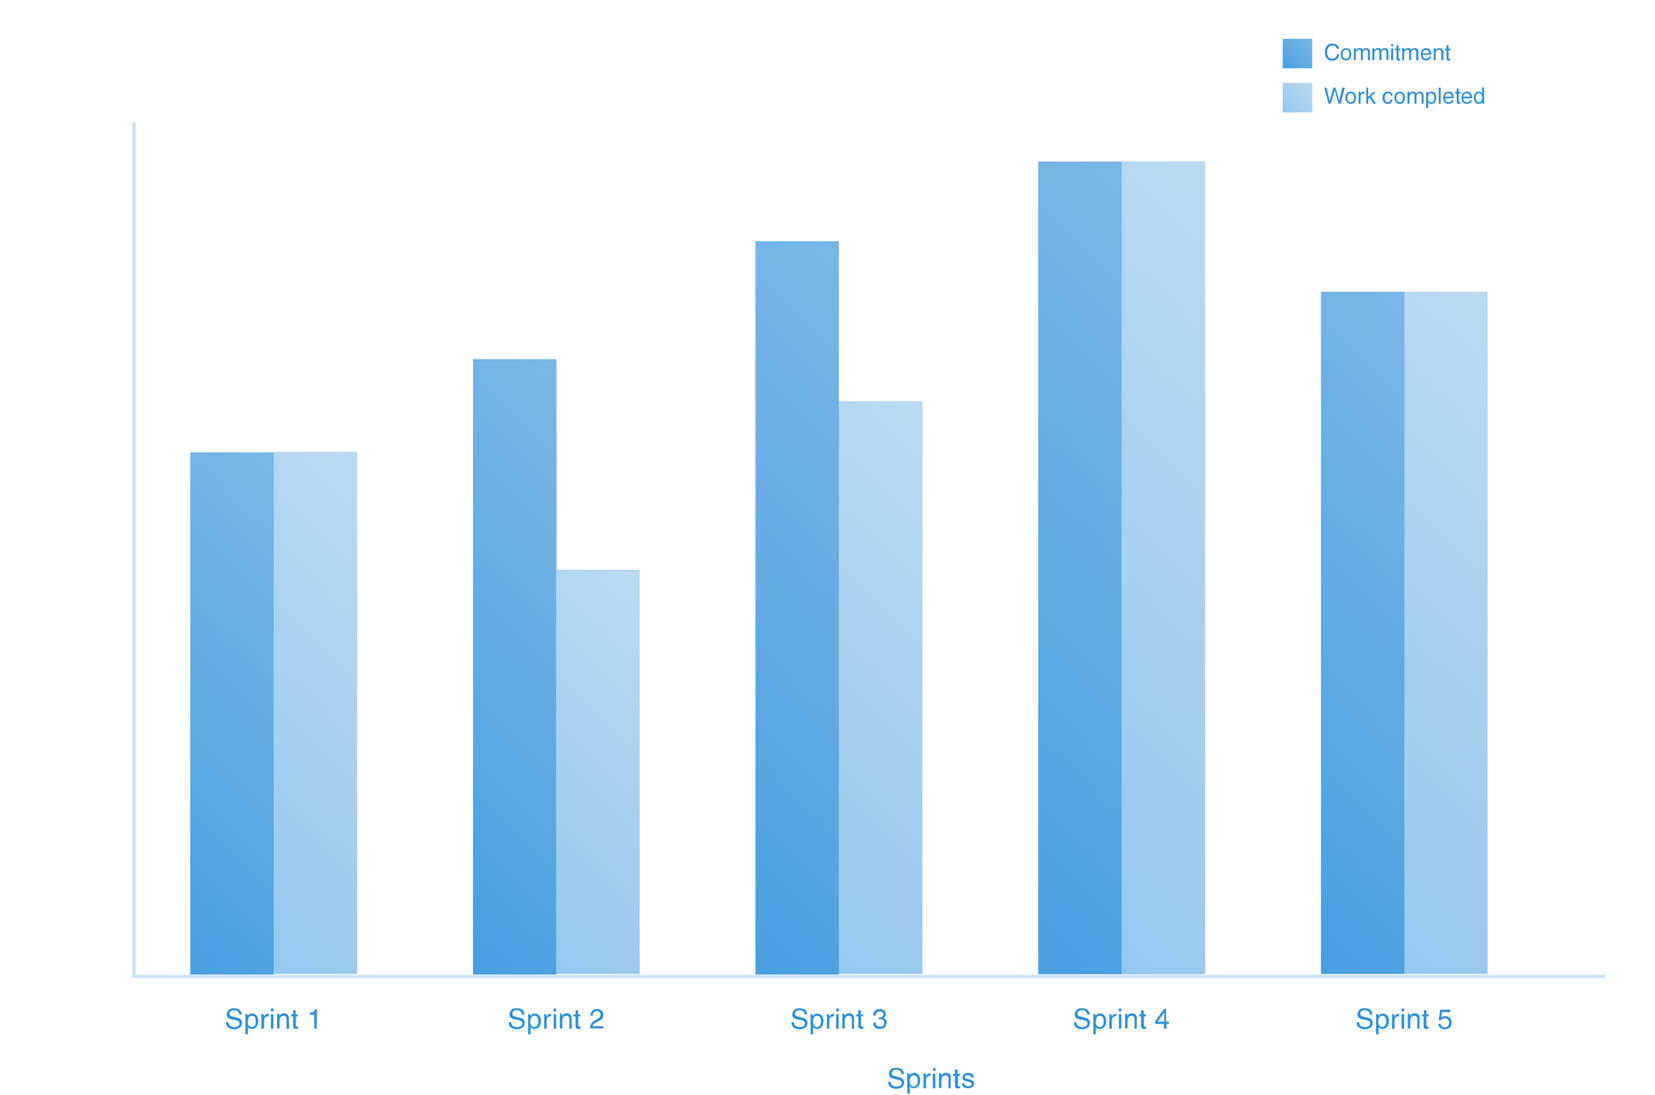 Commitment
Work completed
Sprint 1
Sprint 2
Sprint 3
Sprint 4
Sprint 5
Sprints